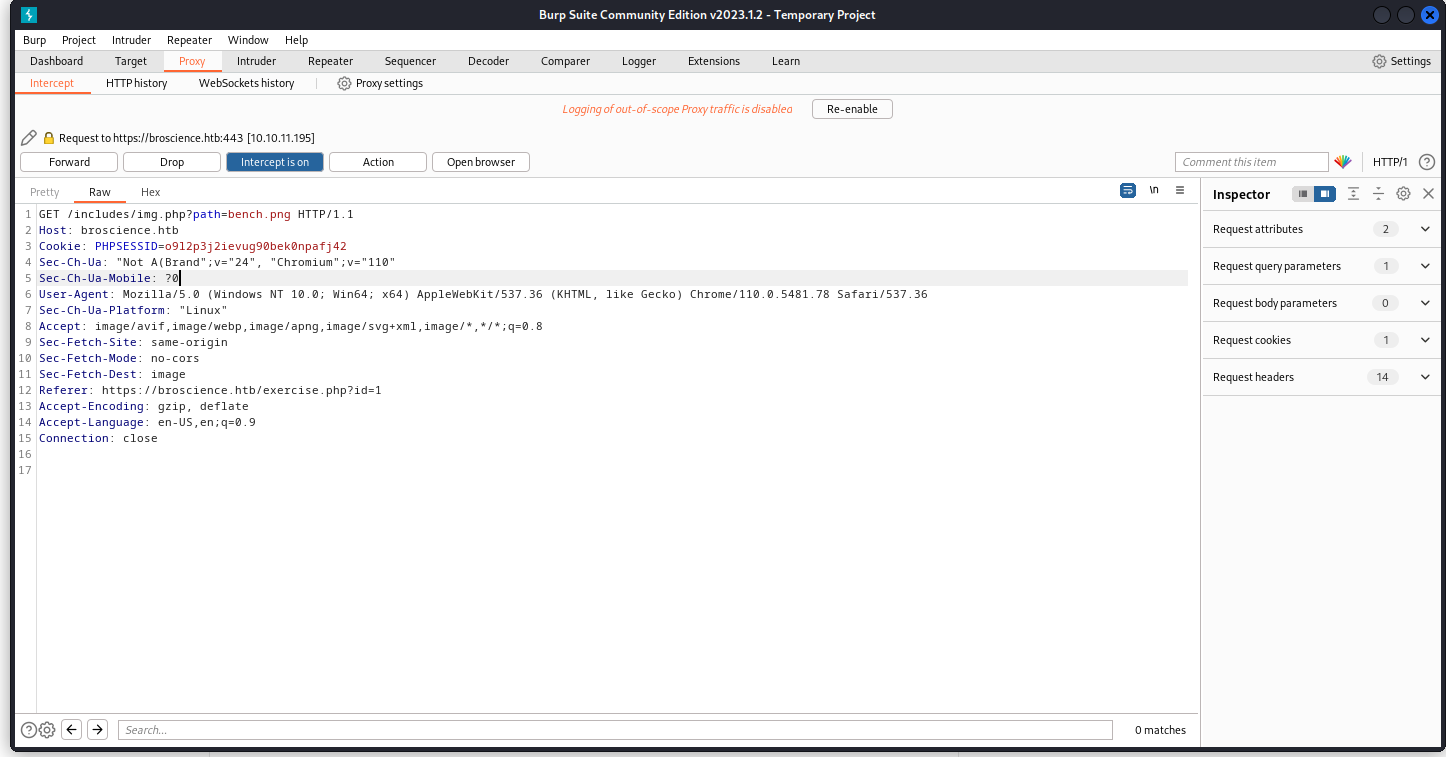 Burp Suite Community Edition v2023.1.2 - Temporary Project
Burp Project Intruder Repeater Window Help
Dashboard Target Proxy Intruder Repeater Sequencer Decoder Comparer Logger Extensions Learn Settings
Intercept HTTP history WebSockets history Proxy settings
Logging of out-of-scope Proxy traffic is disabled Re-enable
Request to https://broscience.htb:443 [10.10.11.195]
Forward Drop Intercept is on Action Open browser Comment this item HTTP/1 ?
Pretty Raw Hex \n
1 GET /includes/img.php?path=bench.png HTTP/1.1
2 Host: broscience.htb
3 Cookie: PHPSESSID=o9l2p3j2ievug90bek0npafj42
4 Sec-Ch-Ua: "Not A(Brand";v="24", "Chromium";v="110"
5 Sec-Ch-Ua-Mobile: ?0
6 User-Agent: Mozilla/5.0 (Windows NT 10.0; Win64; x64) AppleWebKit/537.36 (KHTML, like Gecko) Chrome/110.0.5481.78 Safari/537.36
7 Sec-Ch-Ua-Platform: "Linux"
8 Accept: image/avif,image/webp,image/apng,image/svg+xml,image/*,*/*;q=0.8
9 Sec-Fetch-Site: same-origin
10 Sec-Fetch-Mode: no-cors
11 Sec-Fetch-Dest: image
12 Referer: https://broscience.htb/exercise.php?id=1
13 Accept-Encoding: gzip, deflate
14 Accept-Language: en-US,en;q=0.9
15 Connection: close
16
17
Inspector
Request attributes 2
Request query parameters 1
Request body parameters 0
Request cookies 1
Request headers 14
? Search... 0 matches